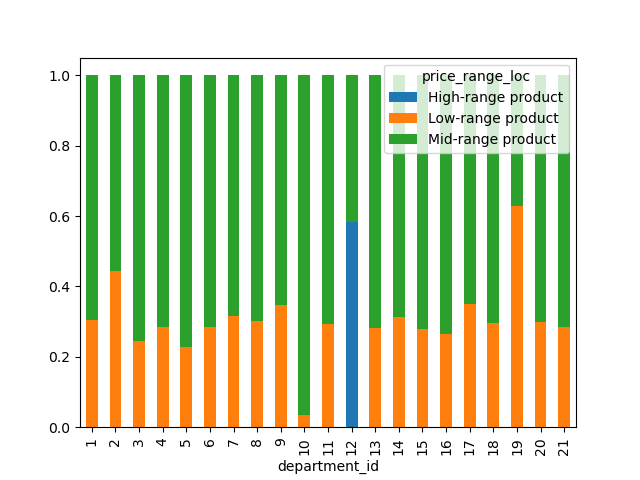 price_range_loc
High-range product
Low-range product
Mid-range product
1.0
0.8
0.6
0.4
0.2
0.0
1 2 3 4 5 6 7 8 9 10 11 12 13 14 15 16 17 18 19 20 21
department_id